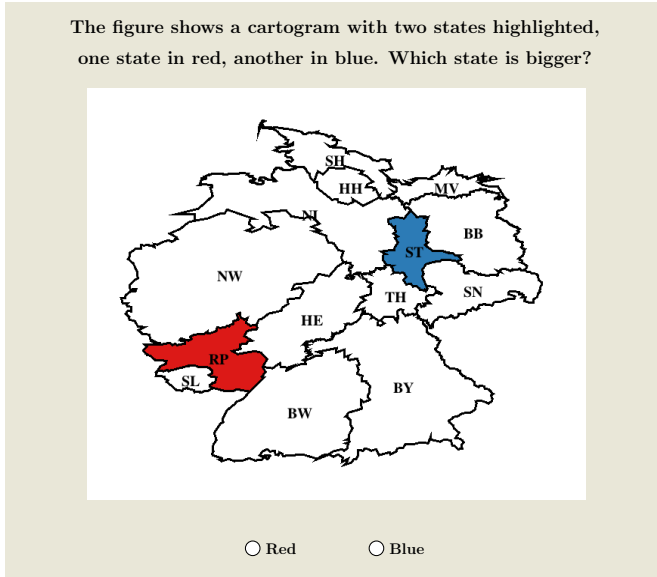 The figure shows a cartogram with two states highlighted,
one state in red, another in blue. Which state is bigger?
SH
HH
MV
NI
BB
ST
NW
SN
TH
HE
RP
SL
BY
BW
Red
Blue